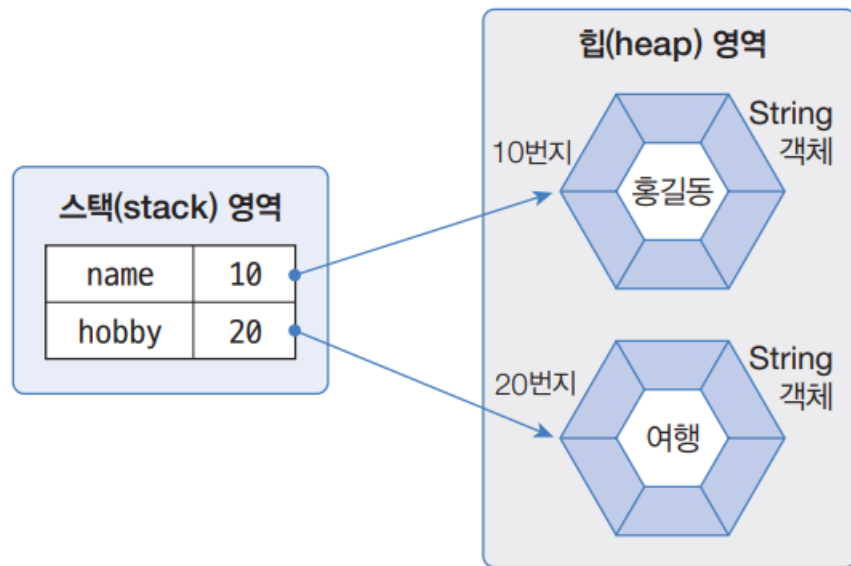 힙(heap) 영역
String
객체
10번지
홍길동
스택(stack) 영역
name 10
hobby 20
String
객체
20번지
여행